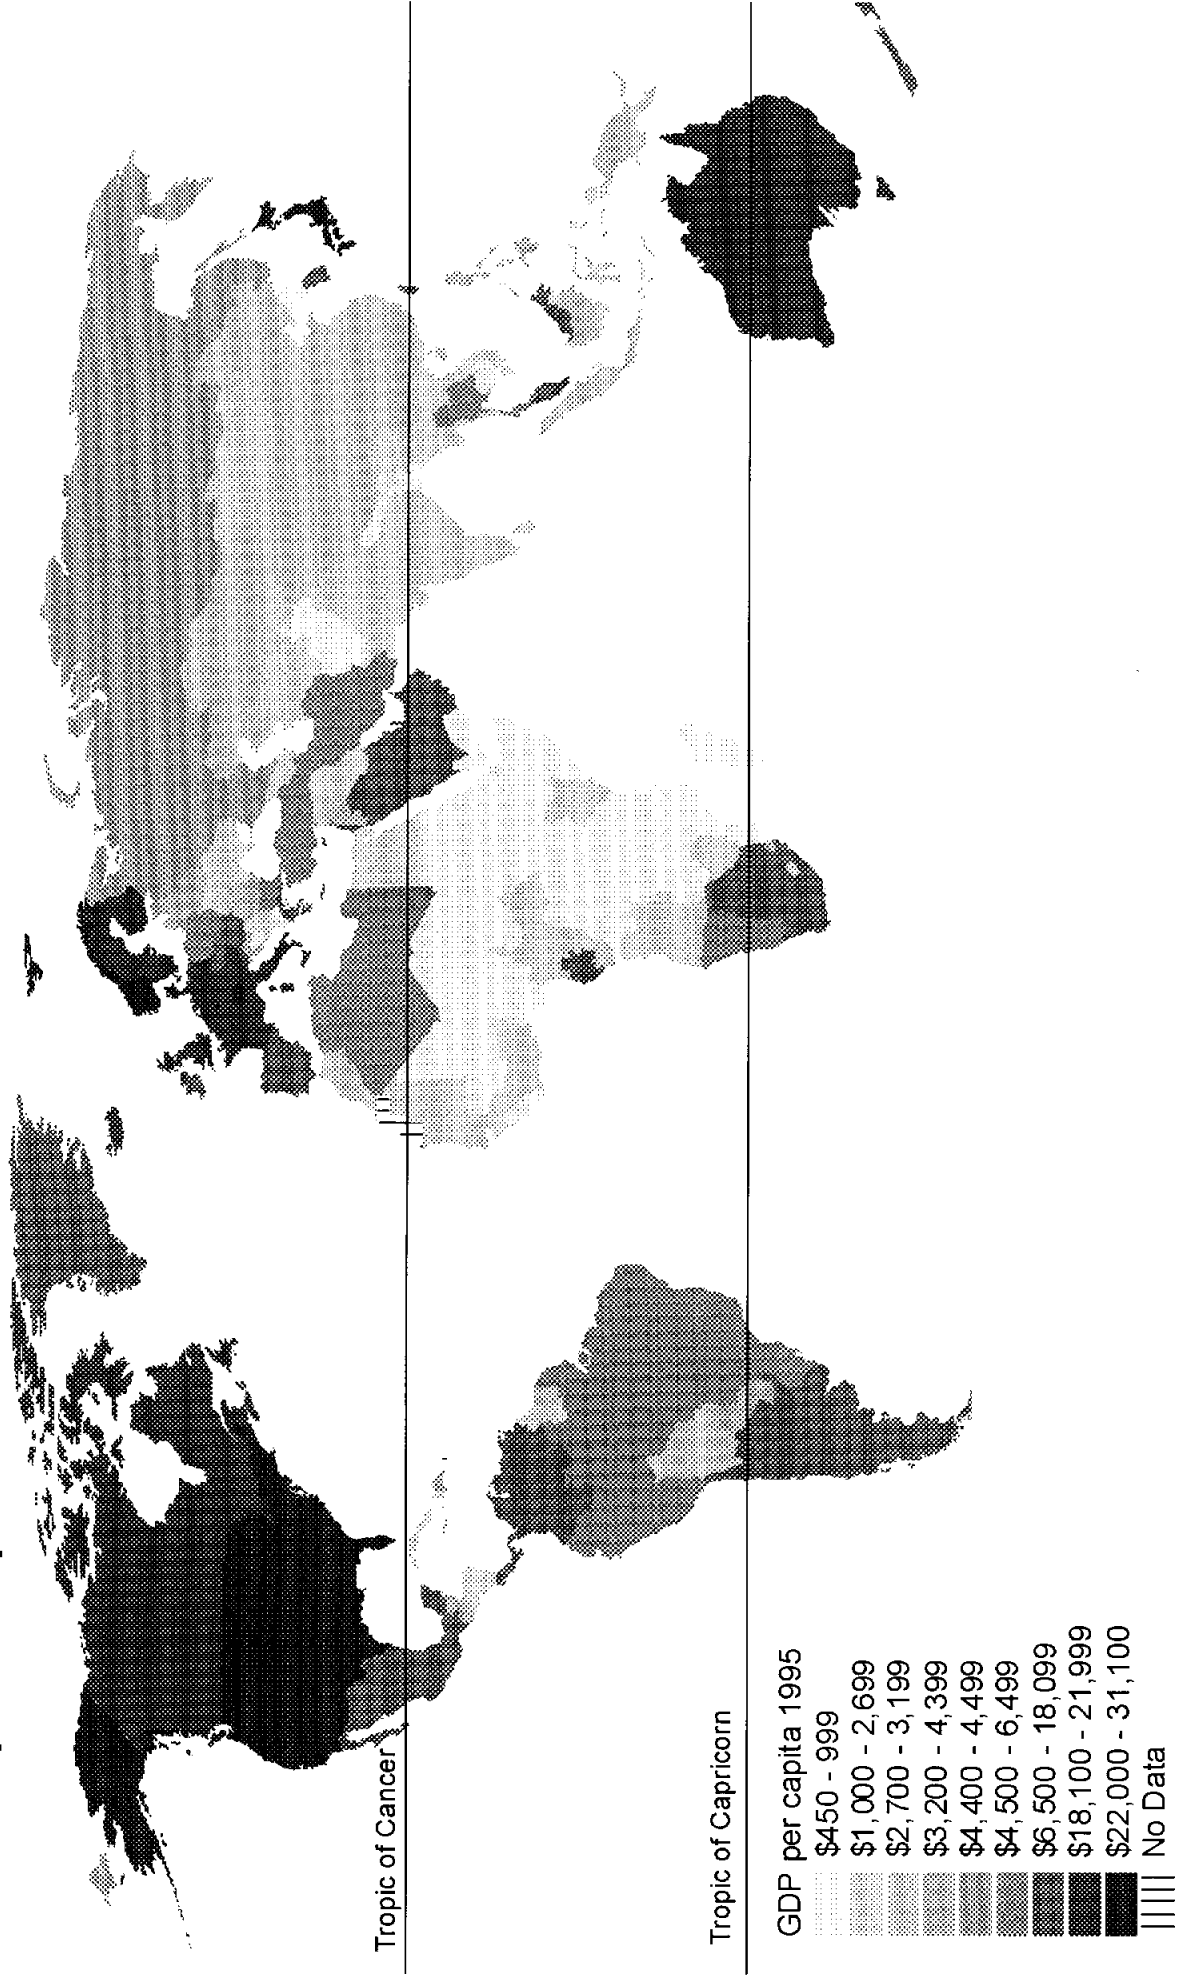 Tropic of Cancer
Tropic of Capricorn
GDP per capita 1995
$450 - 999
$1,000 - 2,699
$2,700 - 3,199
$3,200 - 4,399
$4,400 - 4,499
$4,500 - 6,499
$6,500 - 18,099
$18,100 - 21,999
$22,000 - 31,100
No Data